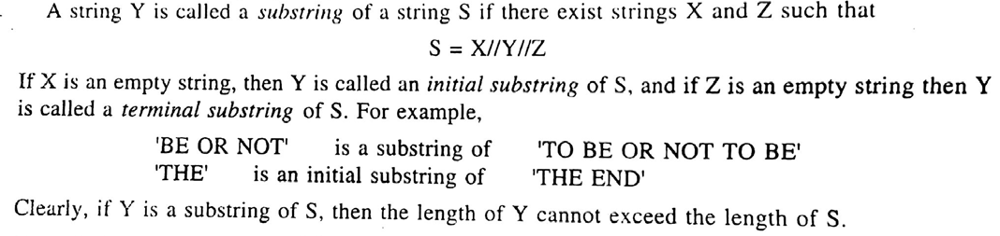 A string Y is called a substring of a string S if there exist strings X and Z such that
S = X//Y//Z
If X is an empty string, then Y is called an initial substring of S, and if Z is an empty string then Y
is called a terminal substring of S. For example,
'BE OR NOT' is a substring of 'TO BE OR NOT TO BE'
'THE' is an initial substring of 'THE END'
Clearly, if Y is a substring of S, then the length of Y cannot exceed the length of S.